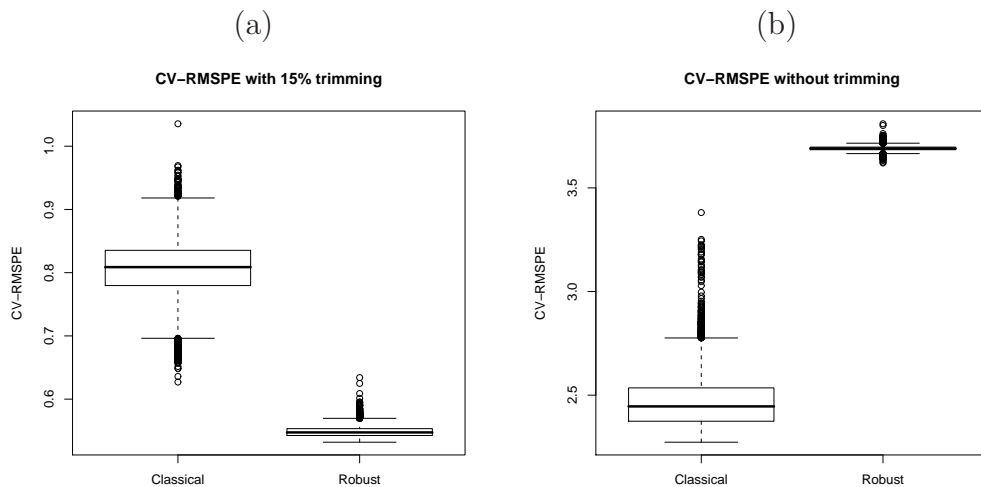 (a)
CV−RMSPE with 15% trimming
CV−RMSPE
1.0
0.9
0.8
0.7
0.6
Classical
Robust
(b)
CV−RMSPE without trimming
CV−RMSPE
3.5
3.0
2.5
Classical
Robust